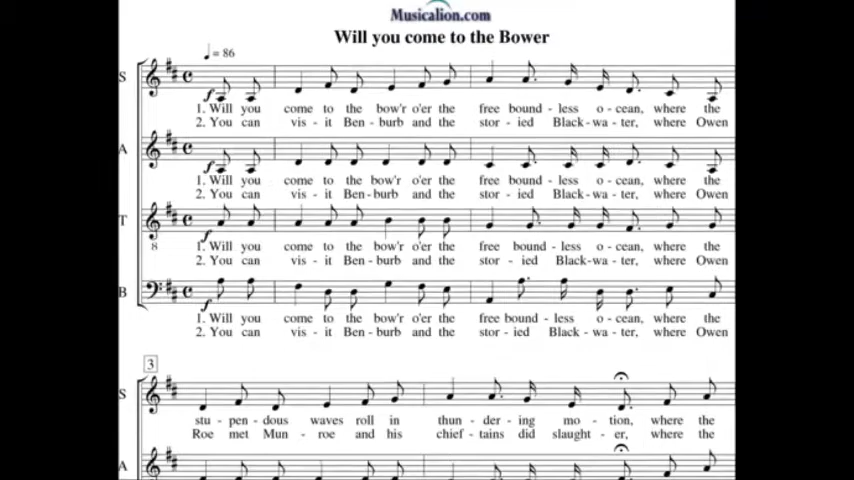 Musicalion.com
Will you come to the Bower
♩ = 86
S
f
1. Will you come to the bow'r o'er the free bound - less o - cean, where the
2. You can vis - it Ben - burb and the stor - ied Black - wa - ter, where Owen
A
f
1. Will you come to the bow'r o'er the free bound - less o - cean, where the
2. You can vis - it Ben - burb and the stor - ied Black - wa - ter, where Owen
T
8
f
1. Will you come to the bow'r o'er the free bound - less o - cean, where the
2. You can vis - it Ben - burb and the stor - ied Black - wa - ter, where Owen
B
f
1. Will you come to the bow'r o'er the free bound - less o - cean, where the
2. You can vis - it Ben - burb and the stor - ied Black - wa - ter, where Owen
3
S
stu - pen - dous waves roll in thun - der - ing mo - tion, where the
Roe met Mun - roe and his chief - tains did slaught - er, where the
A